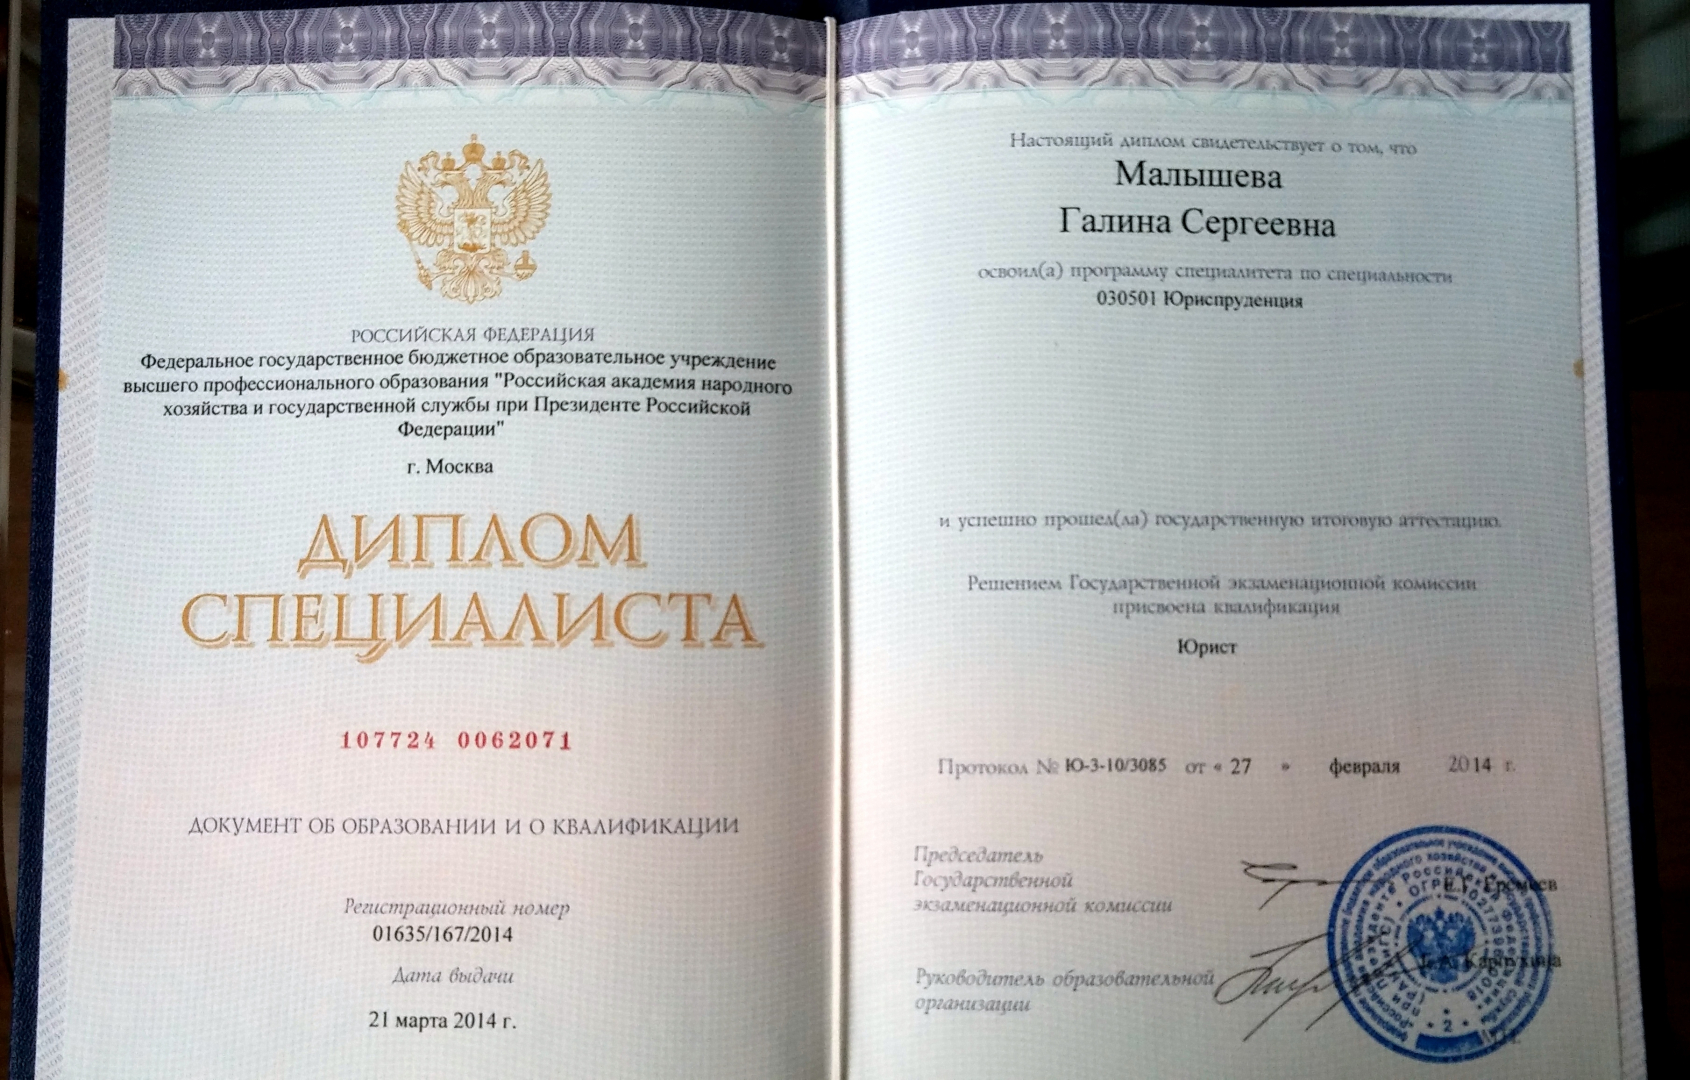 РОССИЙСКАЯ ФЕДЕРАЦИЯ
Федеральное государственное бюджетное образовательное учреждение
высшего профессионального образования "Российская академия народного
хозяйства и государственной службы при Президенте Российской
Федерации"
г. Москва
ДИПЛОМ
СПЕЦИАЛИСТА
107724 0062071
ДОКУМЕНТ ОБ ОБРАЗОВАНИИ И О КВАЛИФИКАЦИИ
Регистрационный номер
01635/167/2014
Дата выдачи
21 марта 2014 г.
Настоящий диплом свидетельствует о том, что
Малышева
Галина Сергеевна
освоил(а) программу специалитета по специальности
030501 Юриспруденция
и успешно прошел(ла) государственную итоговую аттестацию.
Решением Государственной экзаменационной комиссии
присвоена квалификация
Юрист
Протокол № Ю-3-10/3085 от « 27 » февраля 2014 г.
Председатель
Государственной
экзаменационной комиссии
Руководитель образовательной
организации